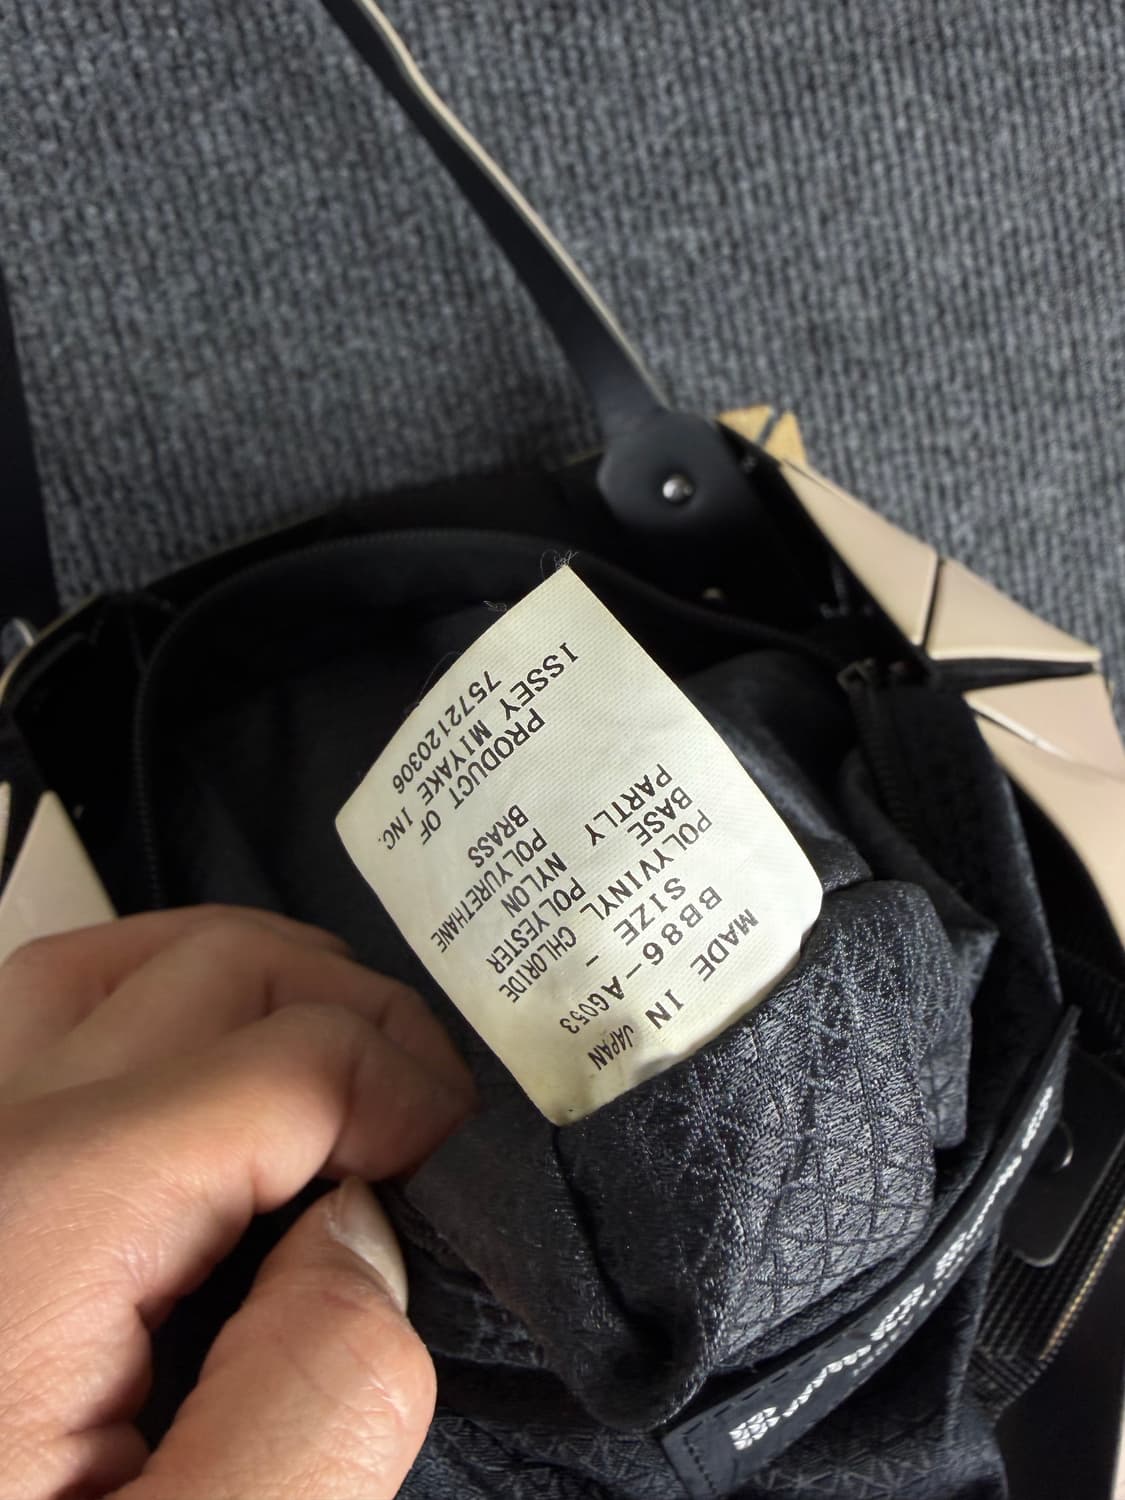 MADE IN JAPAN
BB86-AG053
SIZE -
POLYVINYL CHLORIDE
BASE POLYESTER
NYLON
PARTLY POLYURETHANE
BRASS
PRODUCT OF
ISSEY MIYAKE INC.
7572120306